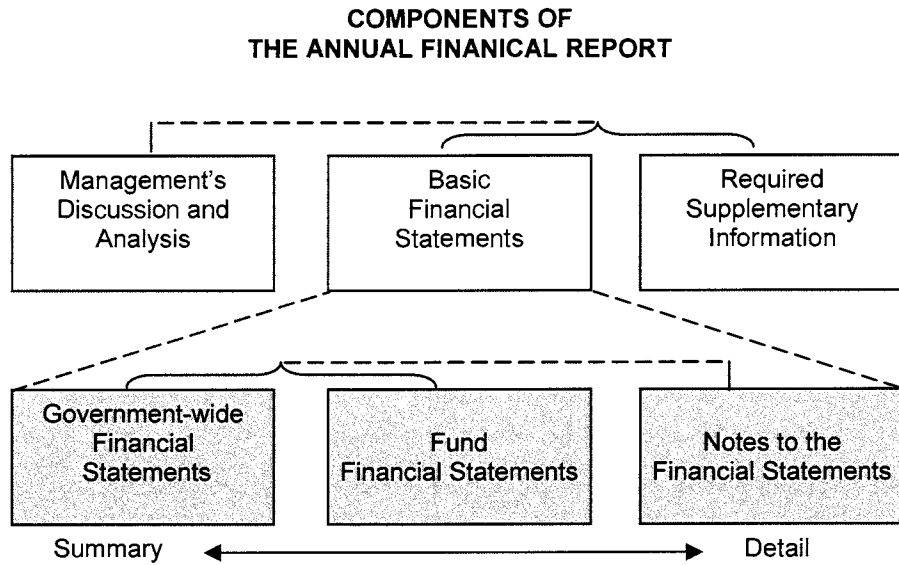 COMPONENTS OF
THE ANNUAL FINANICAL REPORT
Management's
Discussion and
Analysis
Basic
Financial
Statements
Required
Supplementary
Information
Government-wide
Financial
Statements
Fund
Financial Statements
Notes to the
Financial Statements
Summary
Detail